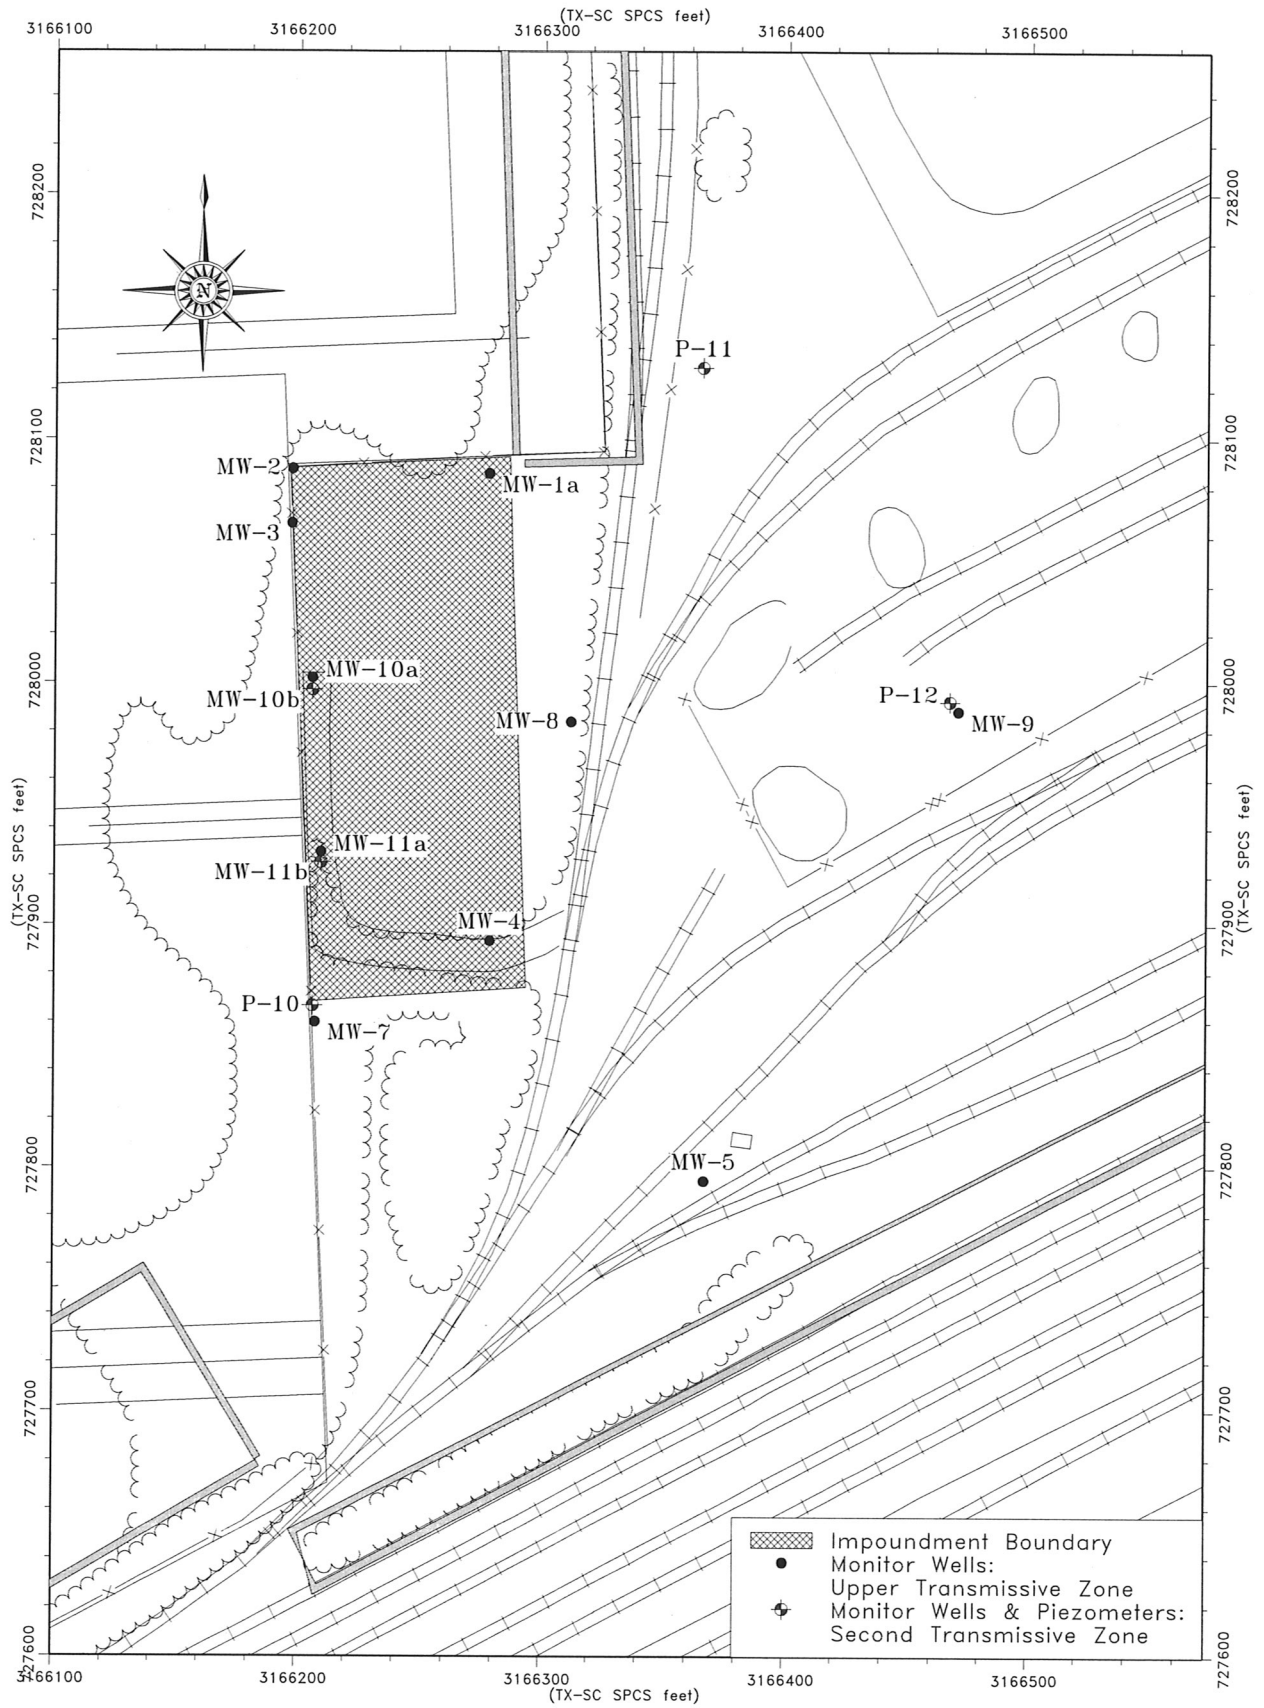 (TX-SC SPCS feet)
3166100
3166200
3166300
3166400
3166500
728200
728200
N
P-11
728100
728100
MW-2
MW-1a
MW-3
MW-10a
728000
728000
MW-10b
P-12
MW-8
MW-9
(TX-SC SPCS feet)
(TX-SC SPCS feet)
MW-11a
MW-11b
MW-4
727900
727900
P-10
MW-7
727800
727800
MW-5
727700
727700
Impoundment Boundary
Monitor Wells:
Upper Transmissive Zone
Monitor Wells & Piezometers:
Second Transmissive Zone
727600
727600
3166100
3166200
3166300
3166400
3166500
(TX-SC SPCS feet)